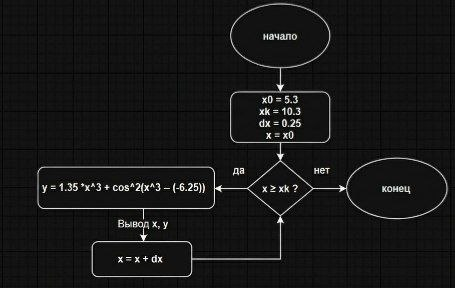 начало
x0 = 5.3
xk = 10.3
dx = 0.25
x = x0
да
нет
y = 1.35 *x^3 + cos^2(x^3 – (-6.25))
x ≥ xk ?
конец
Вывод x, y
x = x + dx